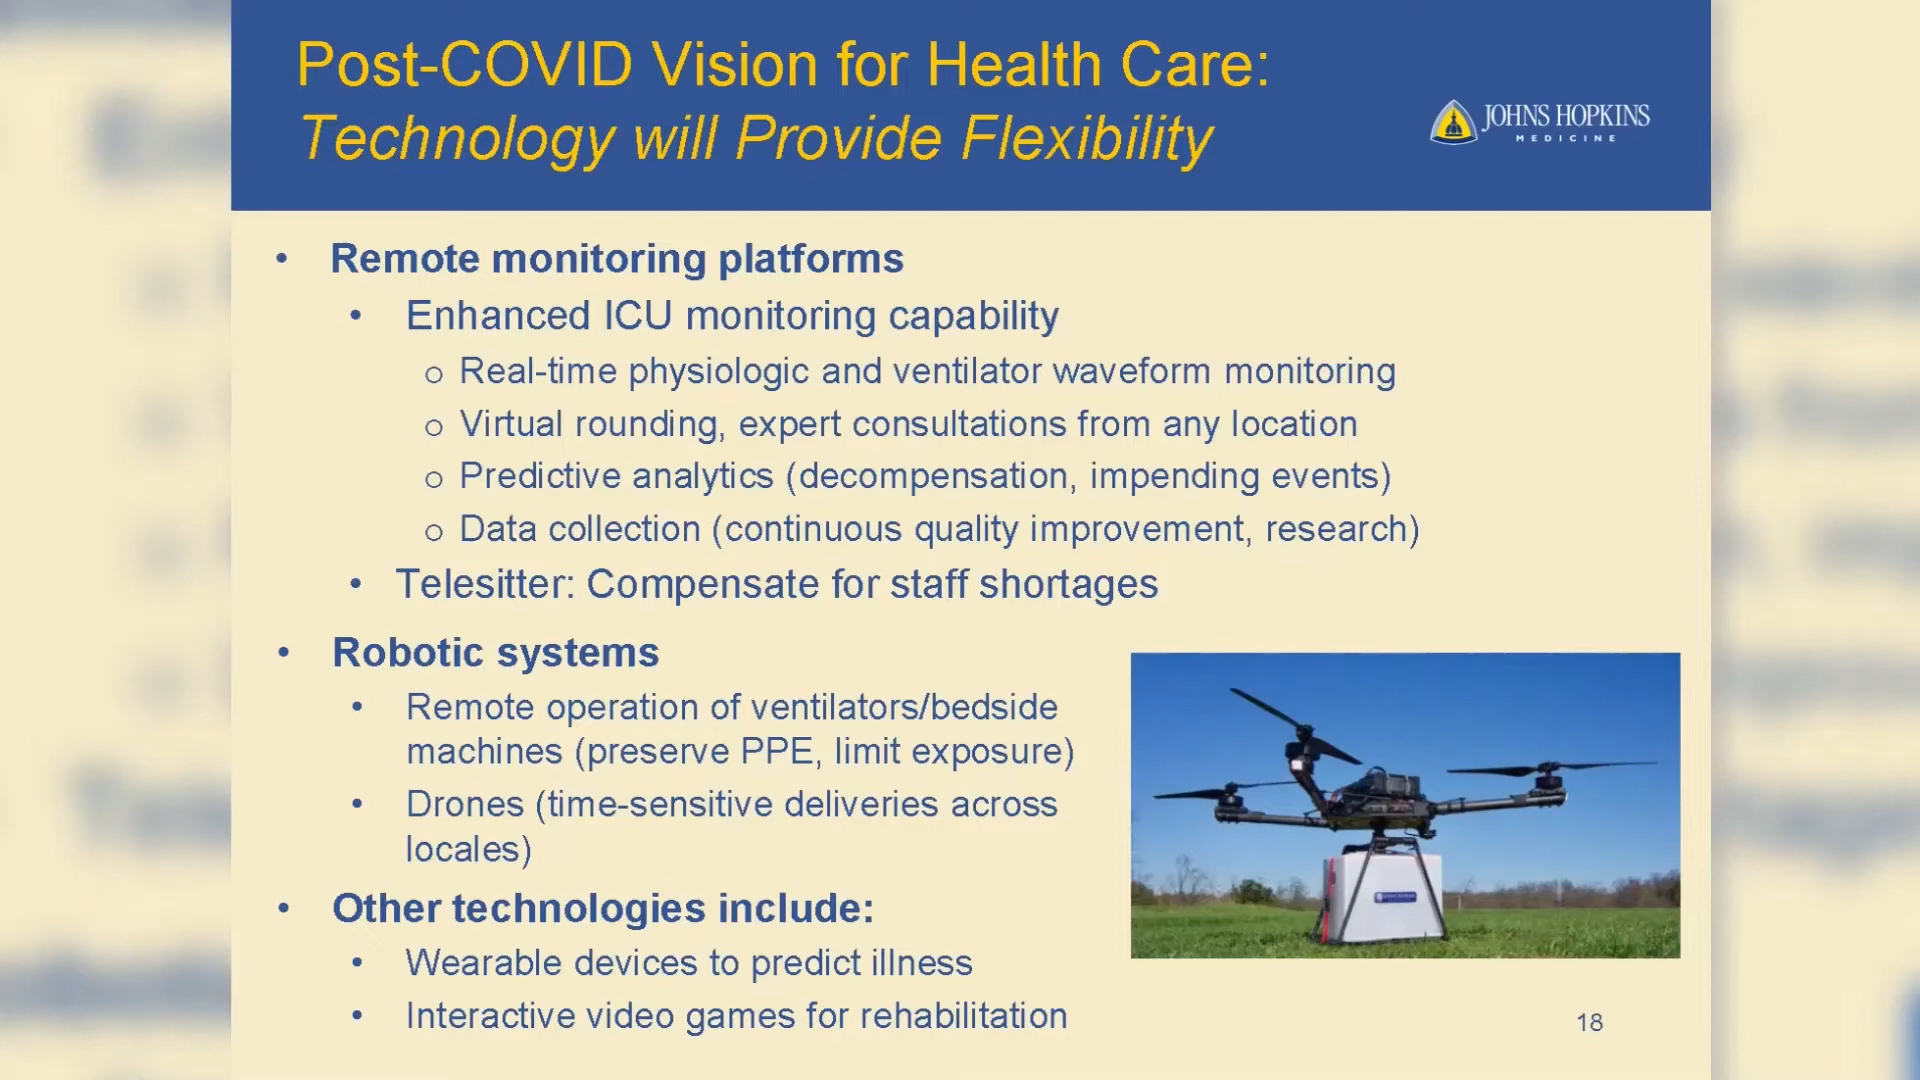 Post-COVID Vision for Health Care:
Technology will Provide Flexibility
JOHNS HOPKINS
MEDICINE
• Remote monitoring platforms
• Enhanced ICU monitoring capability
o Real-time physiologic and ventilator waveform monitoring
o Virtual rounding, expert consultations from any location
o Predictive analytics (decompensation, impending events)
o Data collection (continuous quality improvement, research)
• Telesitter: Compensate for staff shortages
• Robotic systems
• Remote operation of ventilators/bedside
machines (preserve PPE, limit exposure)
• Drones (time-sensitive deliveries across
locales)
• Other technologies include:
• Wearable devices to predict illness
• Interactive video games for rehabilitation
18